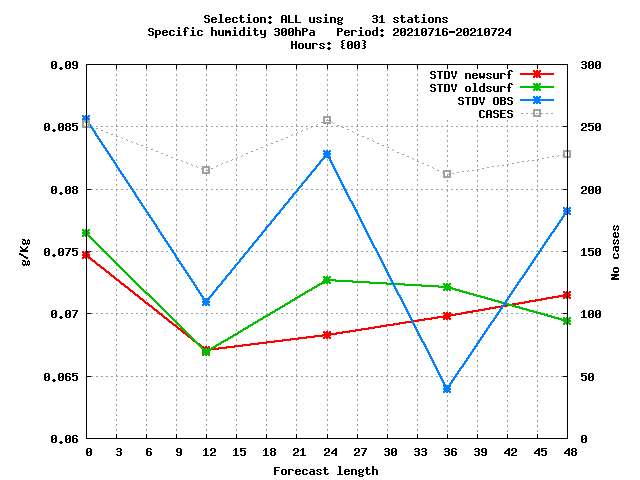 Selection: ALL using    31 stations
Specific humidity 300hPa   Period: 20210716-20210724
Hours: {00}
0.09
0.085
0.08
0.075
0.07
0.065
0.06
g/Kg
STDV newsurf
STDV oldsurf
STDV OBS
CASES
300
250
200
150
100
50
0
No cases
0 3 6 9 12 15 18 21 24 27 30 33 36 39 42 45 48
Forecast length